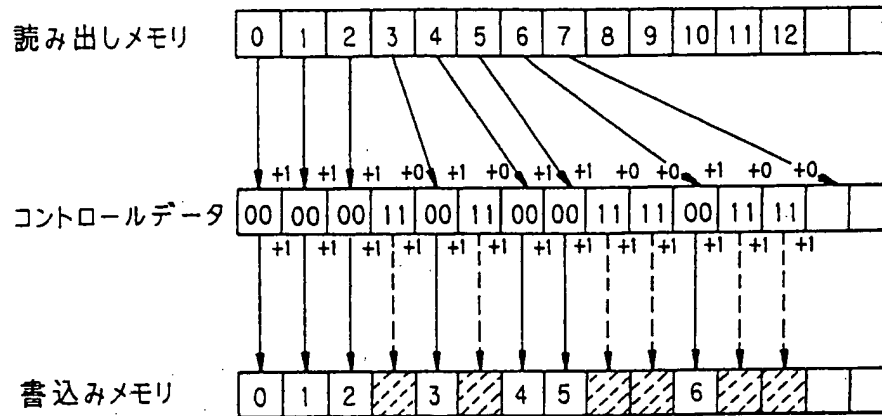 読み出しメモリ 0 1 2 3 4 5 6 7 8 9 10 11 12
+1 +1 +1 +0 +1 +0 +1 +1 +0 +0 +1 +0 +0
コントロールデータ 00 00 00 11 00 11 00 00 11 11 00 11 11
+1 +1 +1 +1 +1 +1 +1 +1 +1 +1 +1 +1 +1
書込みメモリ 0 1 2 3 4 5 6